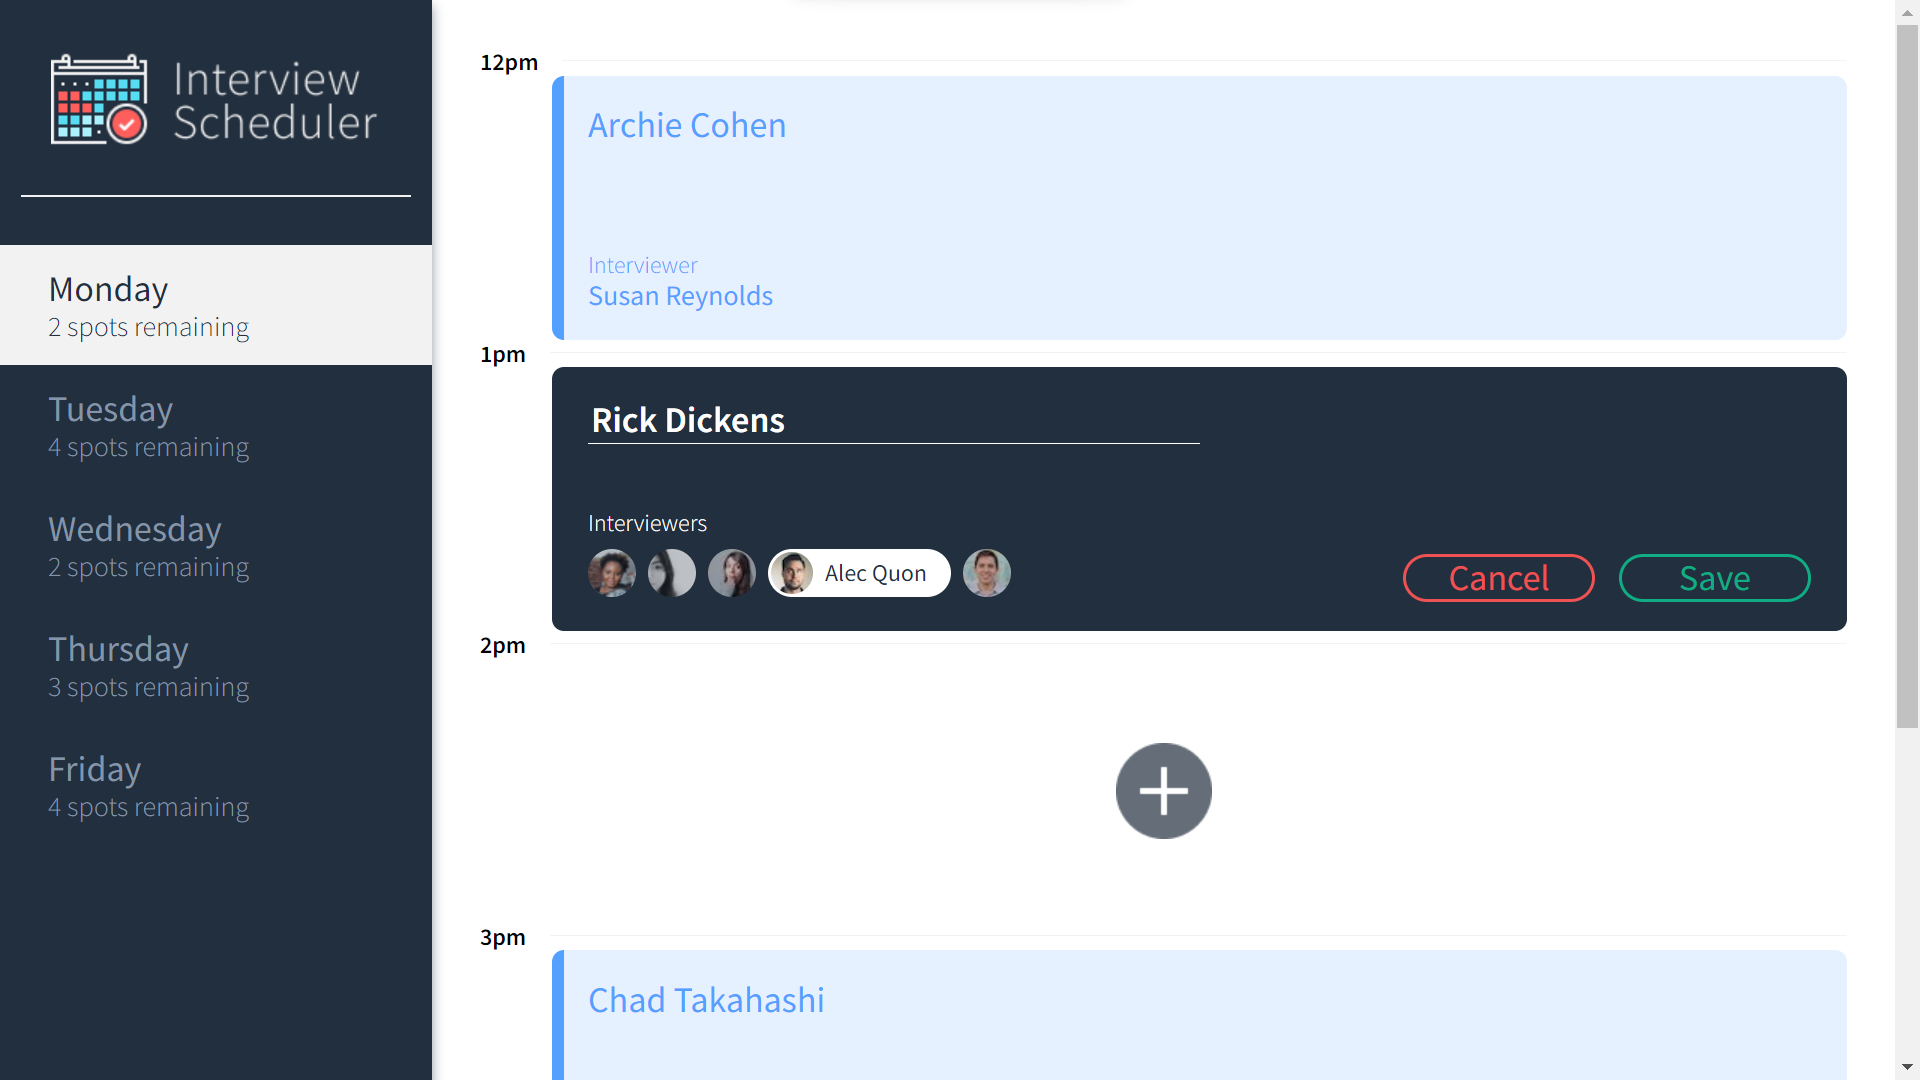 Interview
Scheduler
Monday
2 spots remaining
Tuesday
4 spots remaining
Wednesday
2 spots remaining
Thursday
3 spots remaining
Friday
4 spots remaining
12pm
Archie Cohen
Interviewer
Susan Reynolds
1pm
Rick Dickens
Interviewers
Alec Quon
Cancel
Save
2pm
3pm
Chad Takahashi